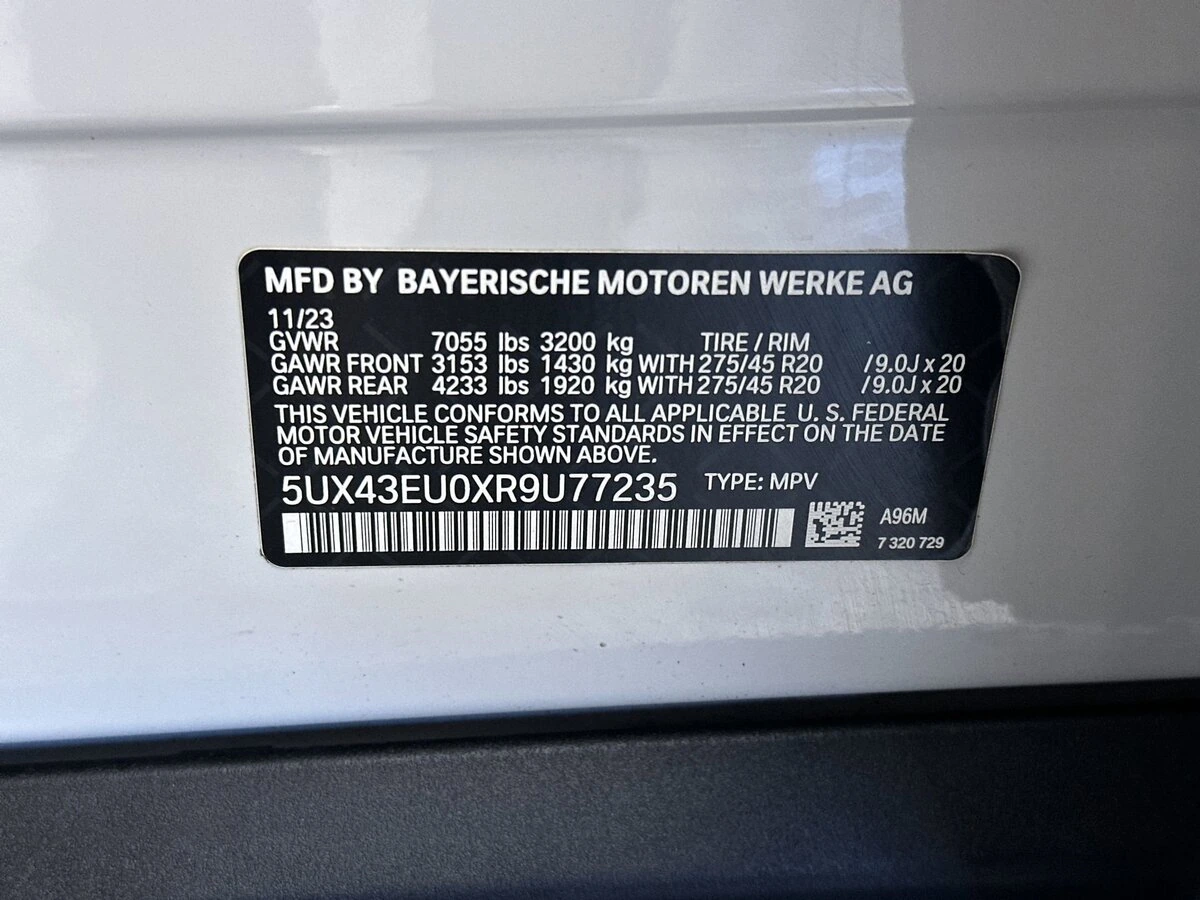 MFD BY BAYERISCHE MOTOREN WERKE AG
11/23
GVWR 7055 lbs 3200 kg TIRE / RIM
GAWR FRONT 3153 lbs 1430 kg WITH 275/45 R20 / 9.0J x 20
GAWR REAR 4233 lbs 1920 kg WITH 275/45 R20 / 9.0J x 20
THIS VEHICLE CONFORMS TO ALL APPLICABLE U. S. FEDERAL
MOTOR VEHICLE SAFETY STANDARDS IN EFFECT ON THE DATE
OF MANUFACTURE SHOWN ABOVE.
5UX43EU0XR9U77235 TYPE: MPV
A96M
7 320 729